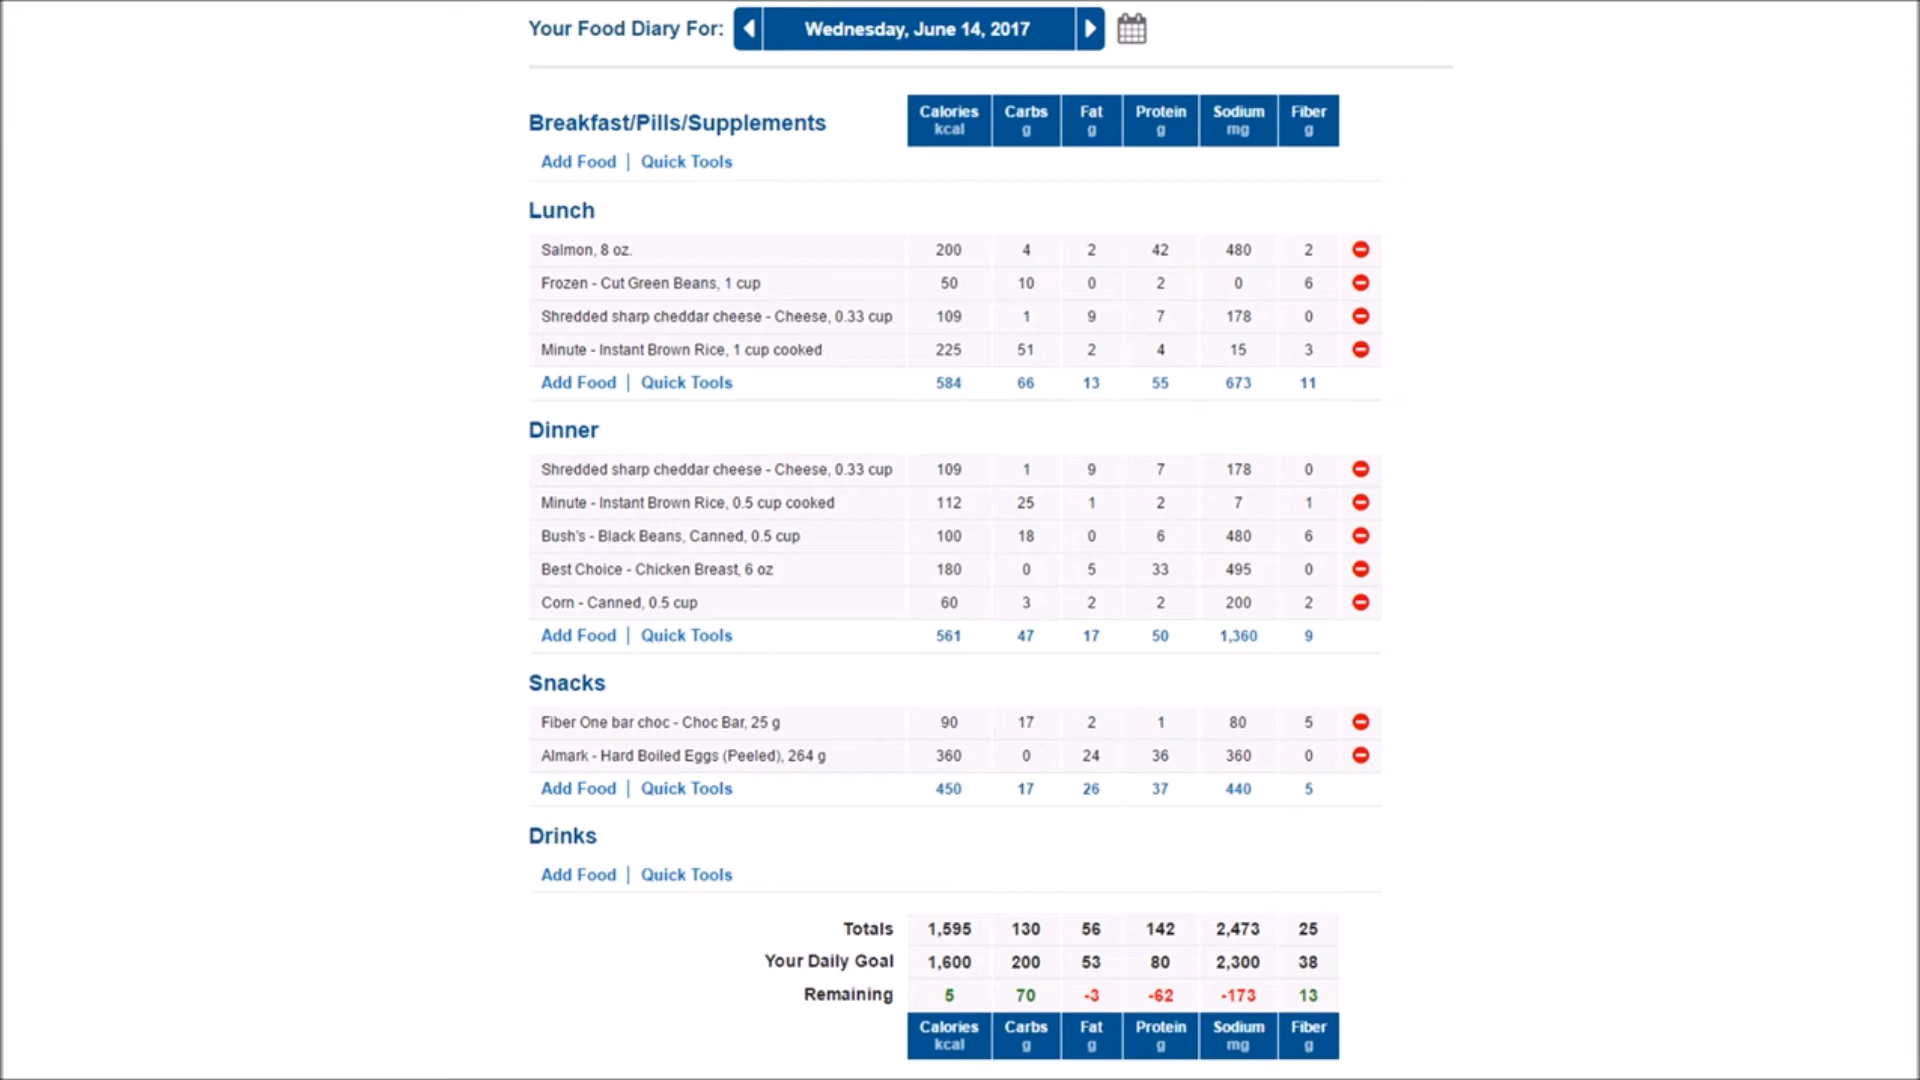 Your Food Diary For: Wednesday, June 14, 2017
Breakfast/Pills/Supplements Calories kcal Carbs g Fat g Protein g Sodium mg Fiber g
Add Food | Quick Tools
Lunch
Salmon, 8 oz. 200 4 2 42 480 2
Frozen - Cut Green Beans, 1 cup 50 10 0 2 0 6
Shredded sharp cheddar cheese - Cheese, 0.33 cup 109 1 9 7 178 0
Minute - Instant Brown Rice, 1 cup cooked 225 51 2 4 15 3
Add Food | Quick Tools 584 66 13 55 673 11
Dinner
Shredded sharp cheddar cheese - Cheese, 0.33 cup 109 1 9 7 178 0
Minute - Instant Brown Rice, 0.5 cup cooked 112 25 1 2 7 1
Bush's - Black Beans, Canned, 0.5 cup 100 18 0 6 480 6
Best Choice - Chicken Breast, 6 oz 180 0 5 33 495 0
Corn - Canned, 0.5 cup 60 3 2 2 200 2
Add Food | Quick Tools 561 47 17 50 1,360 9
Snacks
Fiber One bar choc - Choc Bar, 25 g 90 17 2 1 80 5
Almark - Hard Boiled Eggs (Peeled), 264 g 360 0 24 36 360 0
Add Food | Quick Tools 450 17 26 37 440 5
Drinks
Add Food | Quick Tools
Totals 1,595 130 56 142 2,473 25
Your Daily Goal 1,600 200 53 80 2,300 38
Remaining 5 70 -3 -62 -173 13
Calories kcal Carbs g Fat g Protein g Sodium mg Fiber g